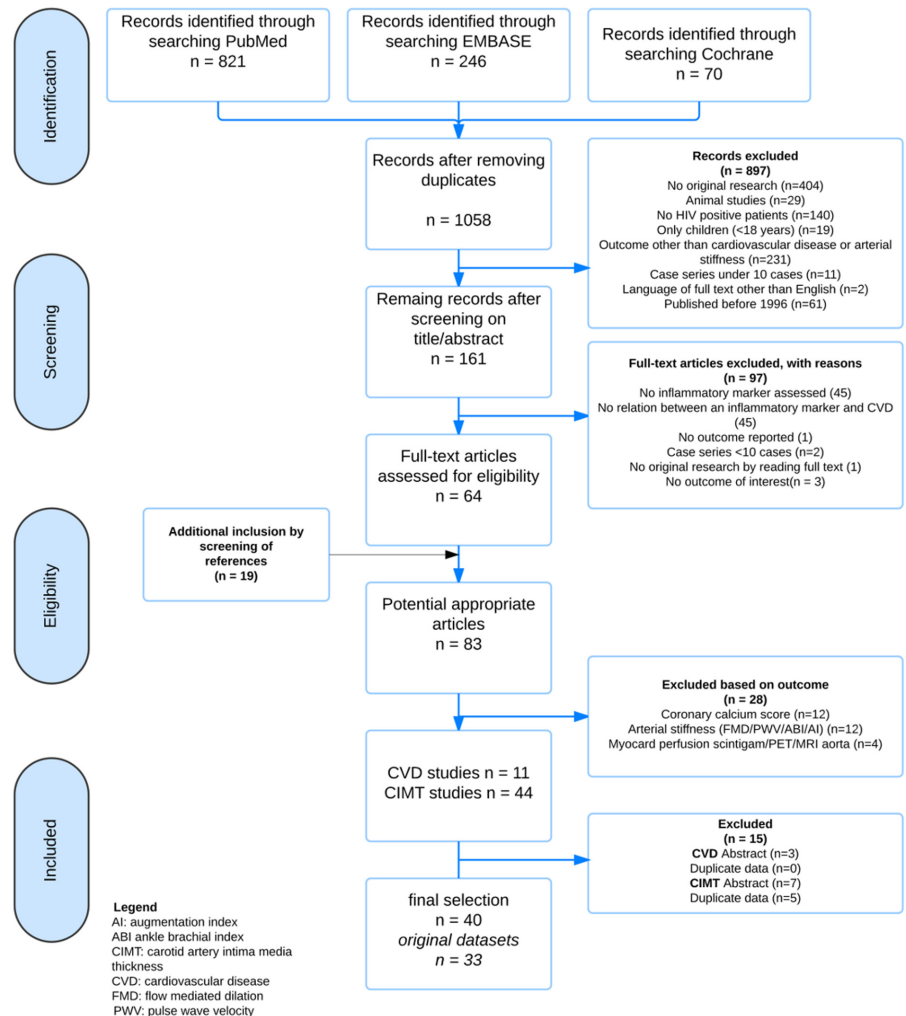 Identification
Records identified through
searching PubMed
n = 821
Records identified through
searching EMBASE
n = 246
Records identified through
searching Cochrane
n = 70
Records after removing
duplicates
n = 1058
Records excluded
(n = 897)
No original research (n=404)
Animal studies (n=29)
No HIV positive patients (n=140)
Only children (<18 years) (n=19)
Outcome other than cardiovascular disease or arterial
stiffness (n=231)
Case series under 10 cases (n=11)
Language of full text other than English (n=2)
Published before 1996 (n=61)
Screening
Remaing records after
screening on
title/abstract
n = 161
Full-text articles excluded, with reasons
(n = 97)
No inflammatory marker assessed (45)
No relation between an inflammatory marker and CVD
(45)
No outcome reported (1)
Case series <10 cases (n=2)
No original research by reading full text (1)
No outcome of interest(n = 3)
Full-text articles
assessed for eligibility
n = 64
Eligibility
Additional inclusion by
screening of
references
(n = 19)
Potential appropriate
articles
n = 83
Excluded based on outcome
(n = 28)
Coronary calcium score (n=12)
Arterial stiffness (FMD/PWV/ABI/AI) (n=12)
Myocard perfusion scintigam/PET/MRI aorta (n=4)
Included
CVD studies n = 11
CIMT studies n = 44
Excluded
(n = 15)
CVD Abstract (n=3)
Duplicate data (n=0)
CIMT Abstract (n=7)
Duplicate data (n=5)
final selection
n = 40
original datasets
n = 33
Legend
AI: augmentation index
ABI ankle brachial index
CIMT: carotid artery intima media
thickness
CVD: cardiovascular disease
FMD: flow mediated dilation
PWV: pulse wave velocity